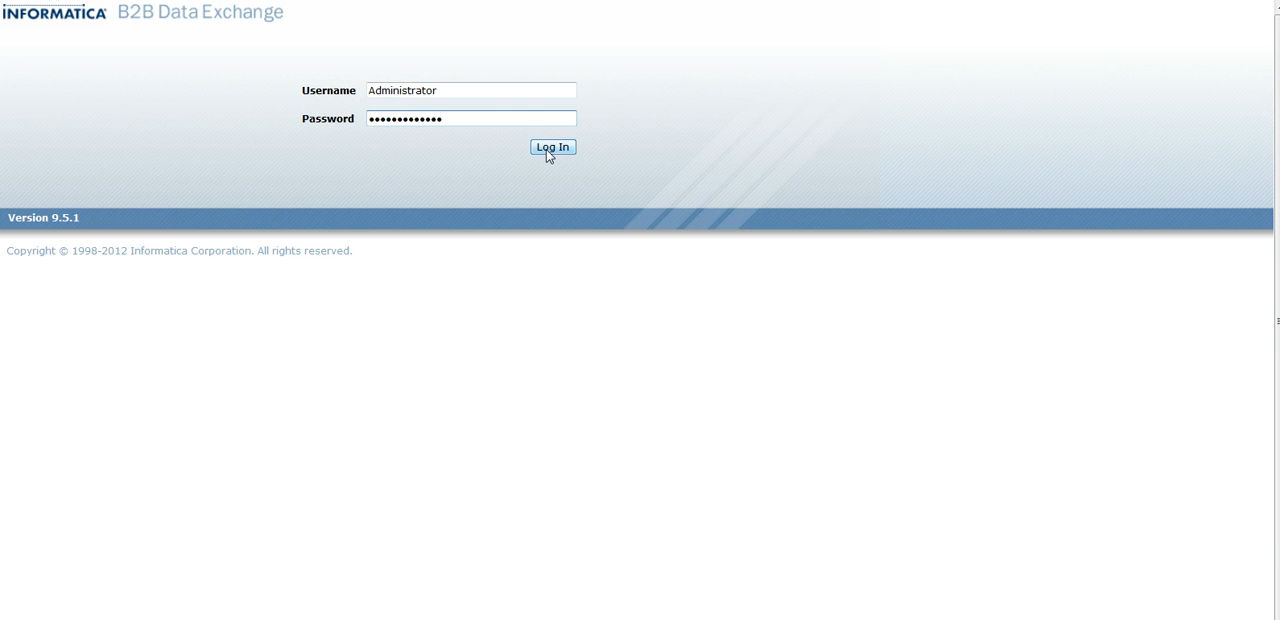 INFORMATICA B2B Data Exchange
Username Administrator
Password •••••••••••••
Log In
Version 9.5.1
Copyright © 1998-2012 Informatica Corporation. All rights reserved.